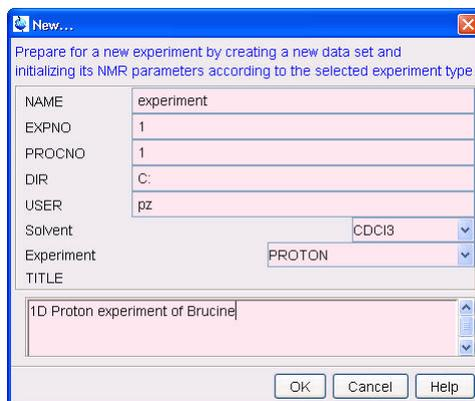 New...
Prepare for a new experiment by creating a new data set and
initializing its NMR parameters according to the selected experiment type
NAME experiment
EXPNO 1
PROCNO 1
DIR C:
USER pz
Solvent CDCl3
Experiment PROTON
TITLE
1D Proton experiment of Brucine
OK Cancel Help